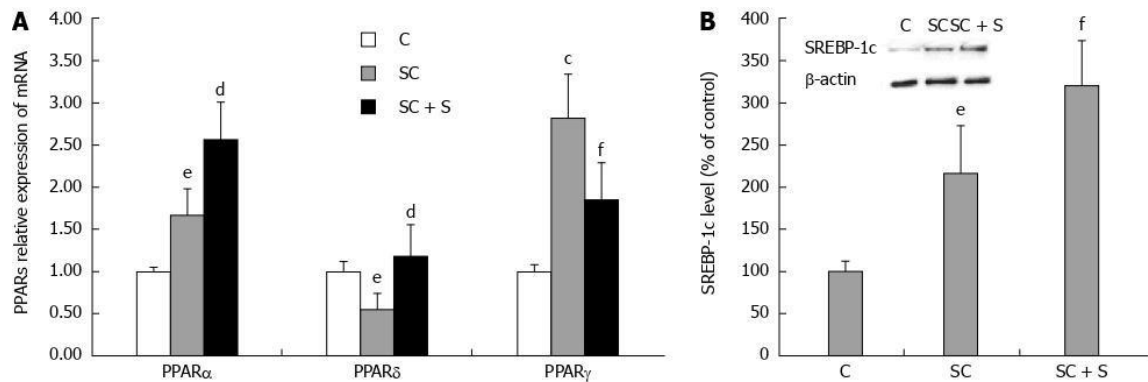 A
PPARs relative expression of mRNA
4.00
3.50
3.00
2.50
2.00
1.50
1.00
0.50
0.00
C
SC
SC + S
e
d
e
d
c
f
PPARα
PPARδ
PPARγ
B
SREBP-1c level (% of control)
400
350
300
250
200
150
100
50
0
C SC SC + S
SREBP-1c
β-actin
e
f
C
SC
SC + S